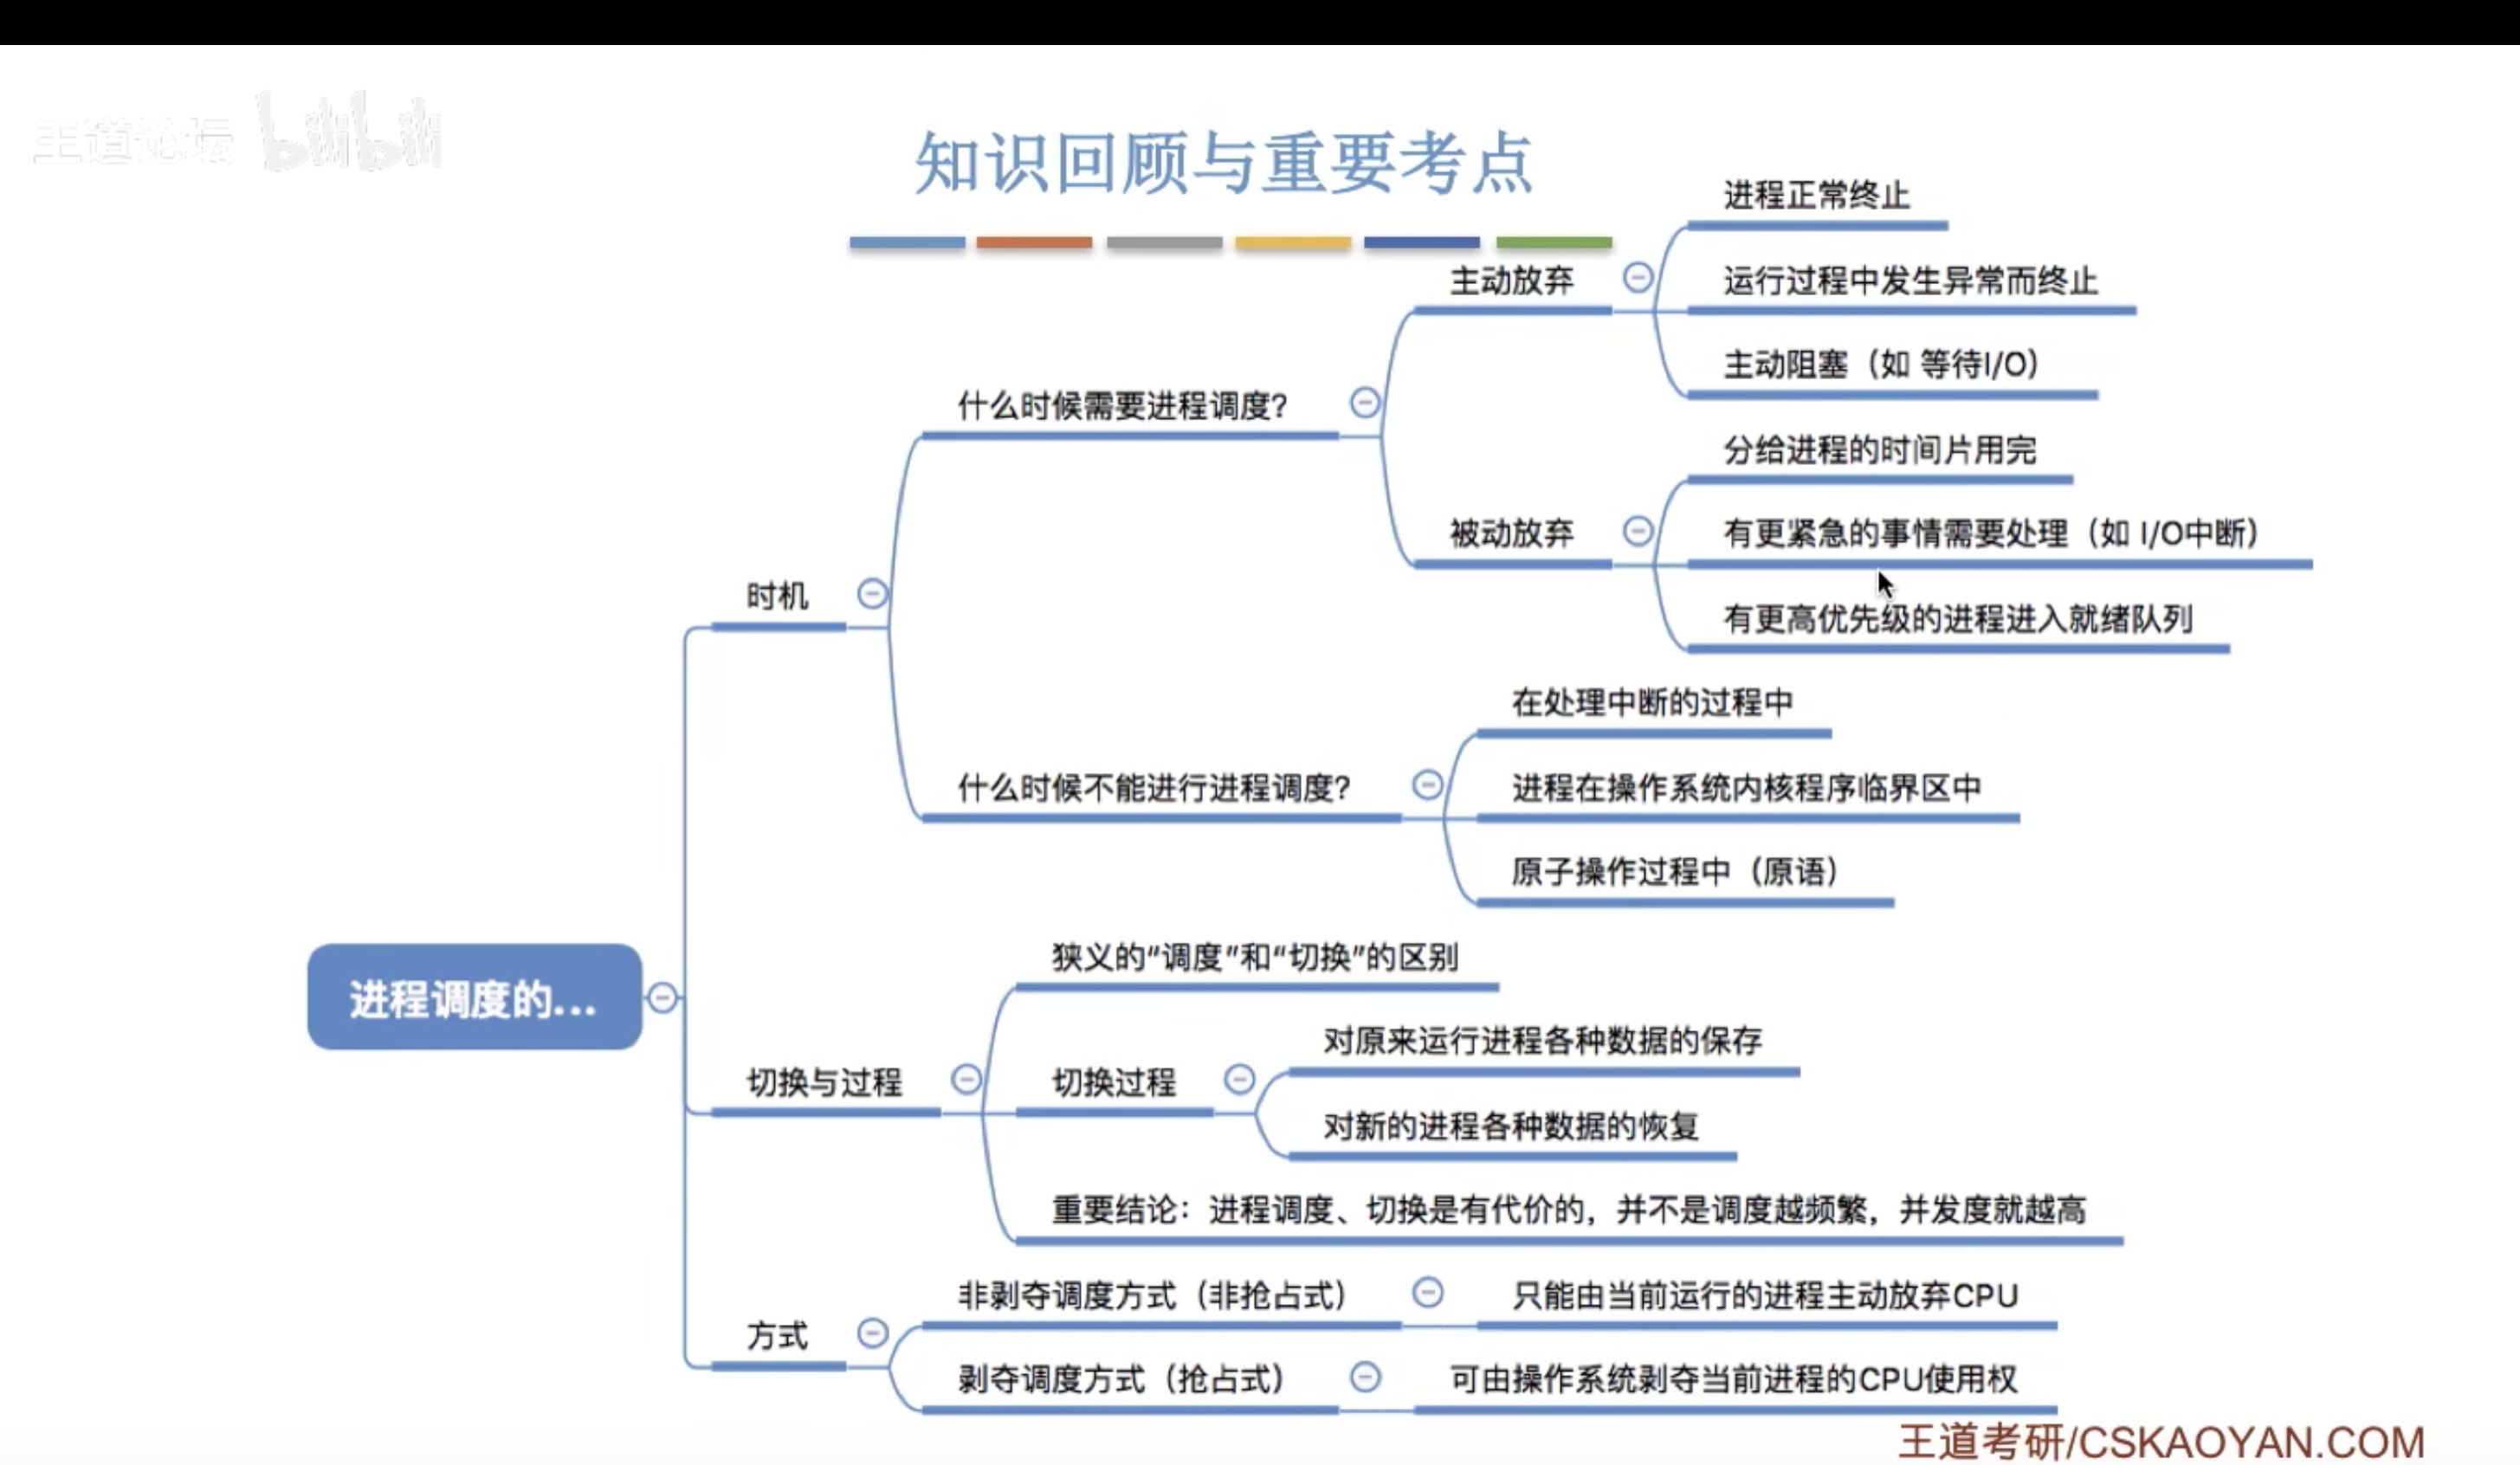 王道论坛 bilibili
知识回顾与重要考点
进程调度的...
时机
什么时候需要进程调度?
主动放弃
进程正常终止
运行过程中发生异常而终止
主动阻塞（如 等待I/O）
被动放弃
分给进程的时间片用完
有更紧急的事情需要处理（如 I/O中断）
有更高优先级的进程进入就绪队列
什么时候不能进行进程调度?
在处理中断的过程中
进程在操作系统内核程序临界区中
原子操作过程中（原语）
切换与过程
狭义的“调度”和“切换”的区别
切换过程
对原来运行进程各种数据的保存
对新的进程各种数据的恢复
重要结论：进程调度、切换是有代价的，并不是调度越频繁，并发度就越高
方式
非剥夺调度方式（非抢占式）
只能由当前运行的进程主动放弃CPU
剥夺调度方式（抢占式）
可由操作系统剥夺当前进程的CPU使用权
王道考研/CSKAOYAN.COM